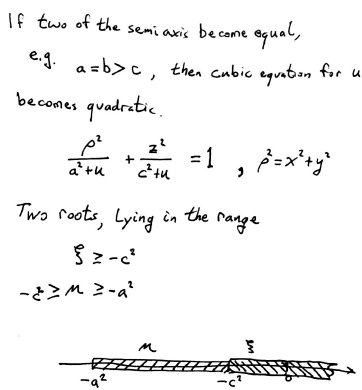 If two of the semi axis become equal,
e.g. a=b>c, then cubic equation for u
becomes quadratic.
ρ²/(a²+u) + z²/(c²+u) = 1 , ρ²=x²+y²
Two roots, Lying in the range
ξ ≥ -c²
-c² ≥ μ ≥ -a²
μ ξ
-a² -c² 0